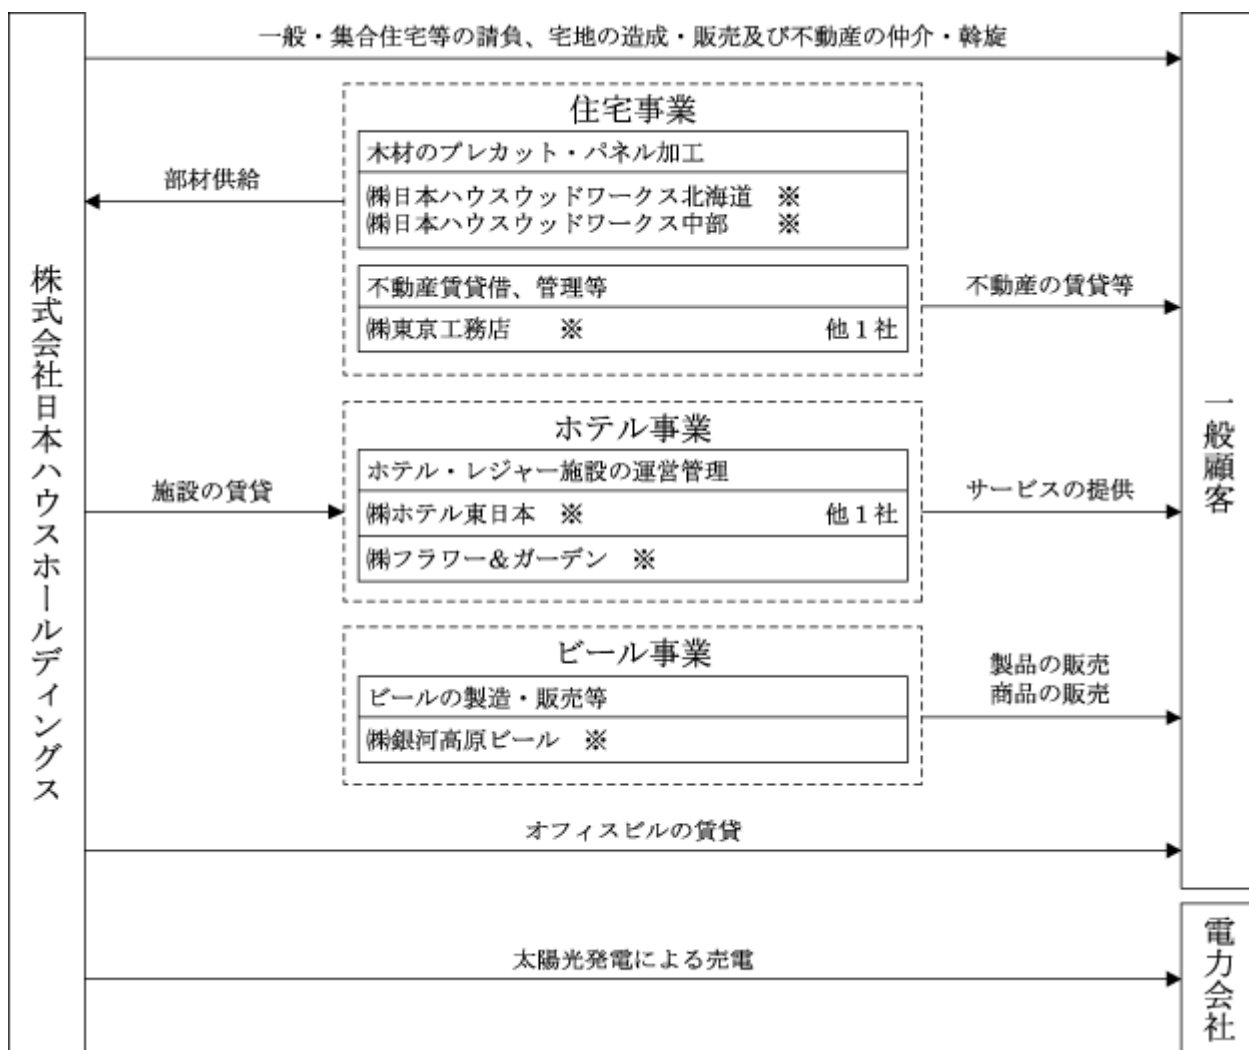 一般・集合住宅等の請負、宅地の造成・販売及び不動産の仲介・斡旋
株式会社日本ハウスホールディングス
住宅事業
木材のプレカット・パネル加工
㈱日本ハウスウッドワークス北海道 ※
㈱日本ハウスウッドワークス中部 ※
部材供給
不動産賃貸借、管理等
㈱東京工務店 ※ 他1社
不動産の賃貸等
ホテル事業
ホテル・レジャー施設の運営管理
㈱ホテル東日本 ※ 他1社
㈱フラワー&ガーデン ※
施設の賃貸
サービスの提供
ビール事業
ビールの製造・販売等
㈱銀河高原ビール ※
製品の販売
商品の販売
オフィスビルの賃貸
一般顧客
太陽光発電による売電
電力会社